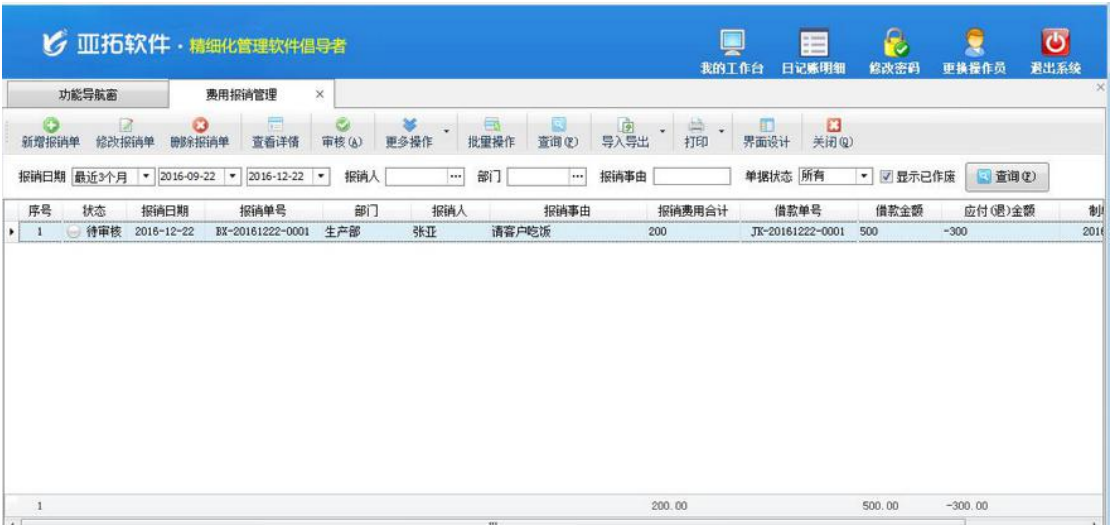 亚拓软件 · 精细化管理软件倡导者
我的工作台 日记账明细 修改密码 更换操作员 退出系统
功能导航窗 费用报销管理 ×
新增报销单 修改报销单 删除报销单 查看详情 审核(A) 更多操作 批量操作 查询(F) 导入导出 打印 界面设计 关闭(Q)
报销日期 最近3个月 2016-09-22 2016-12-22 报销人 ... 部门 ... 报销事由 单据状态 所有 显示已作废 查询(E)
序号 状态 报销日期 报销单号 部门 报销人 报销事由 报销费用合计 借款单号 借款金额 应付(退)金额
1 待审核 2016-12-22 BX-20161222-0001 生产部 张亚 请客户吃饭 200 JK-20161222-0001 500 -300 2016
1 200.00 500.00 -300.00